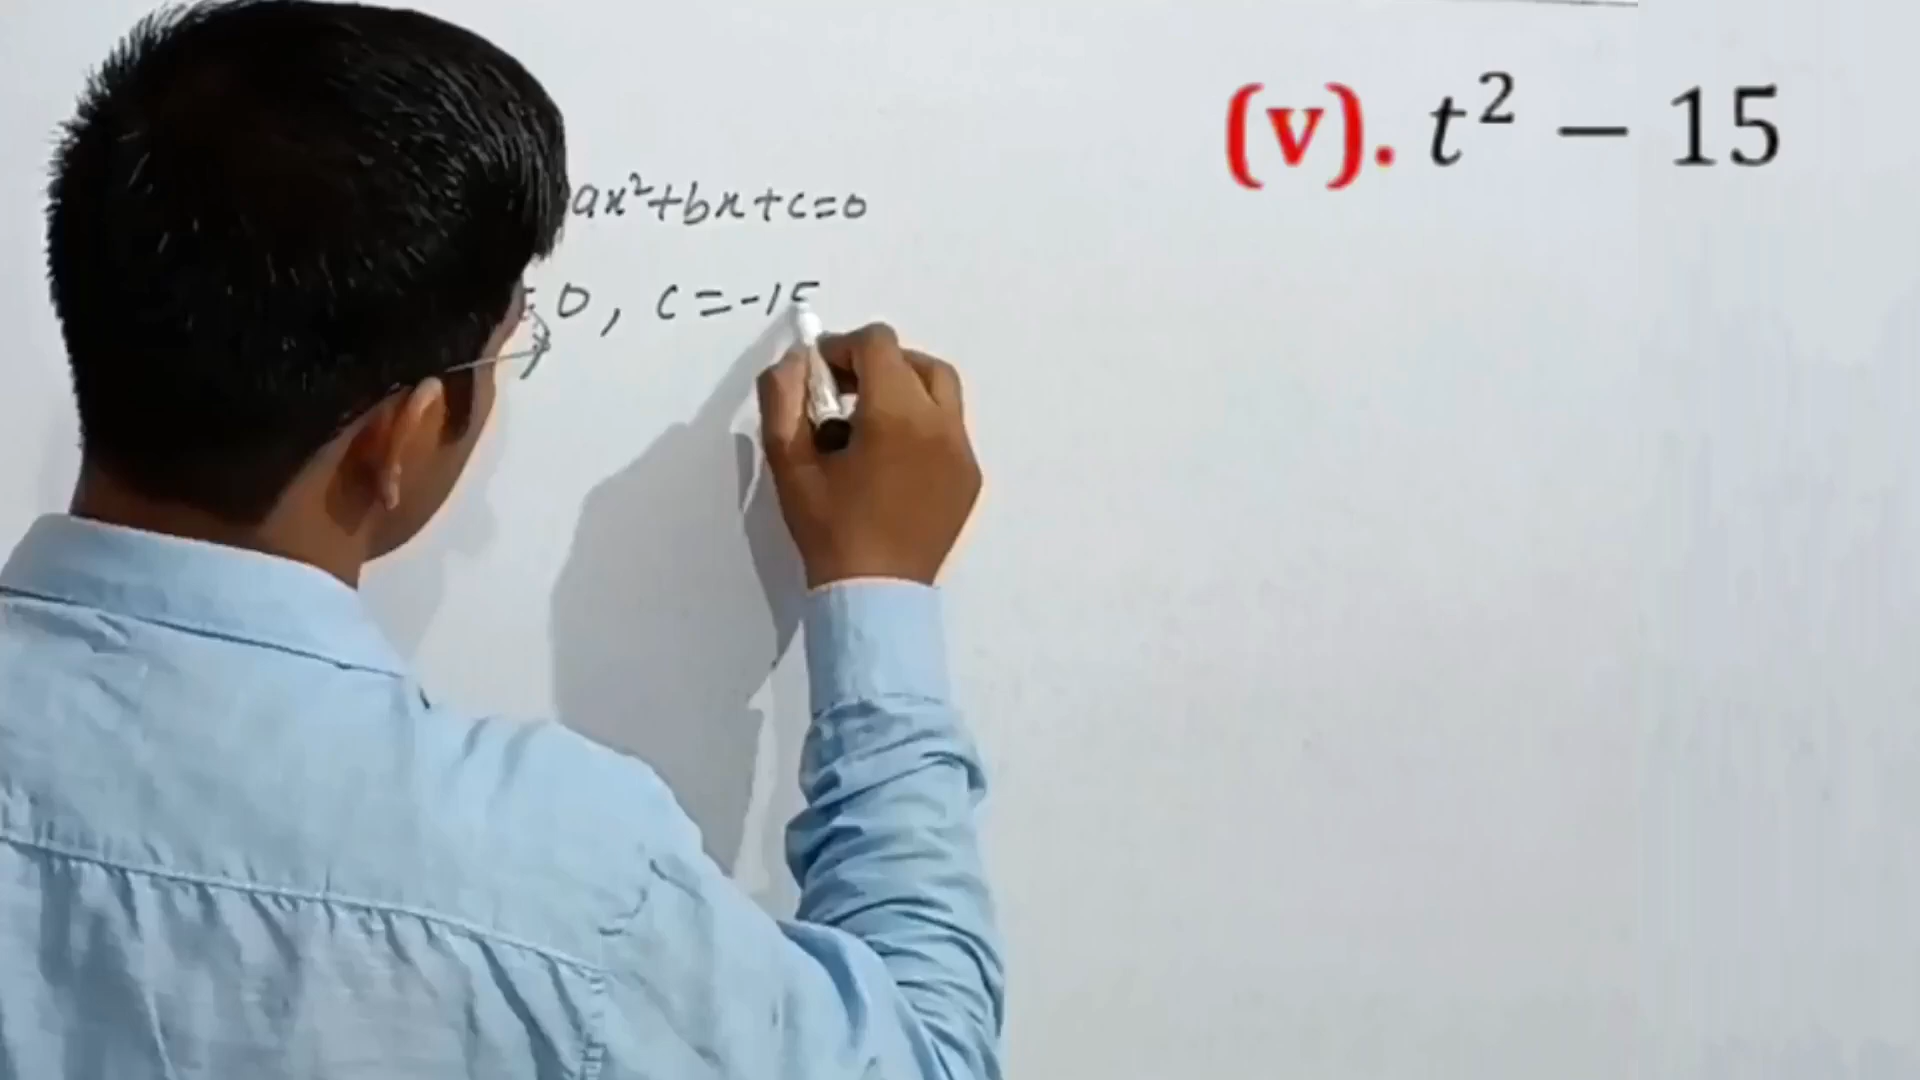 (v). t² − 15
ax²+bx+c=0
0, c=-15